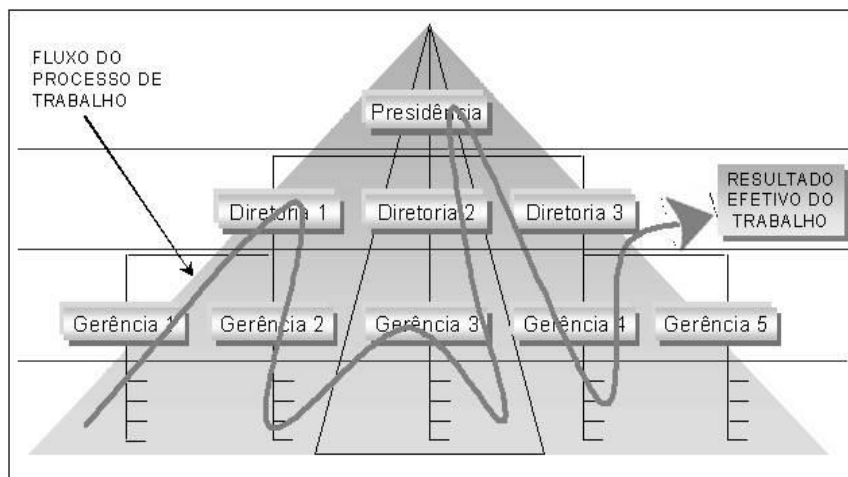 FLUXO DO
PROCESSO DE
TRABALHO
Presidência
RESULTADO
EFETIVO DO
TRABALHO
Diretoria 1
Diretoria 2
Diretoria 3
Gerência 1
Gerência 2
Gerência 3
Gerência 4
Gerência 5